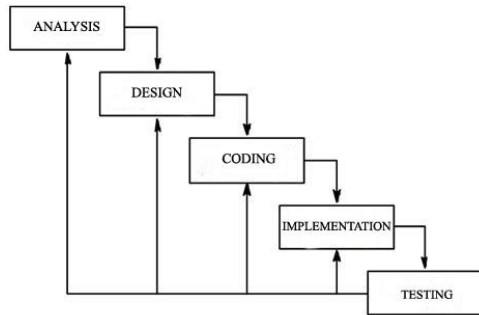 ANALYSIS
DESIGN
CODING
IMPLEMENTATION
TESTING